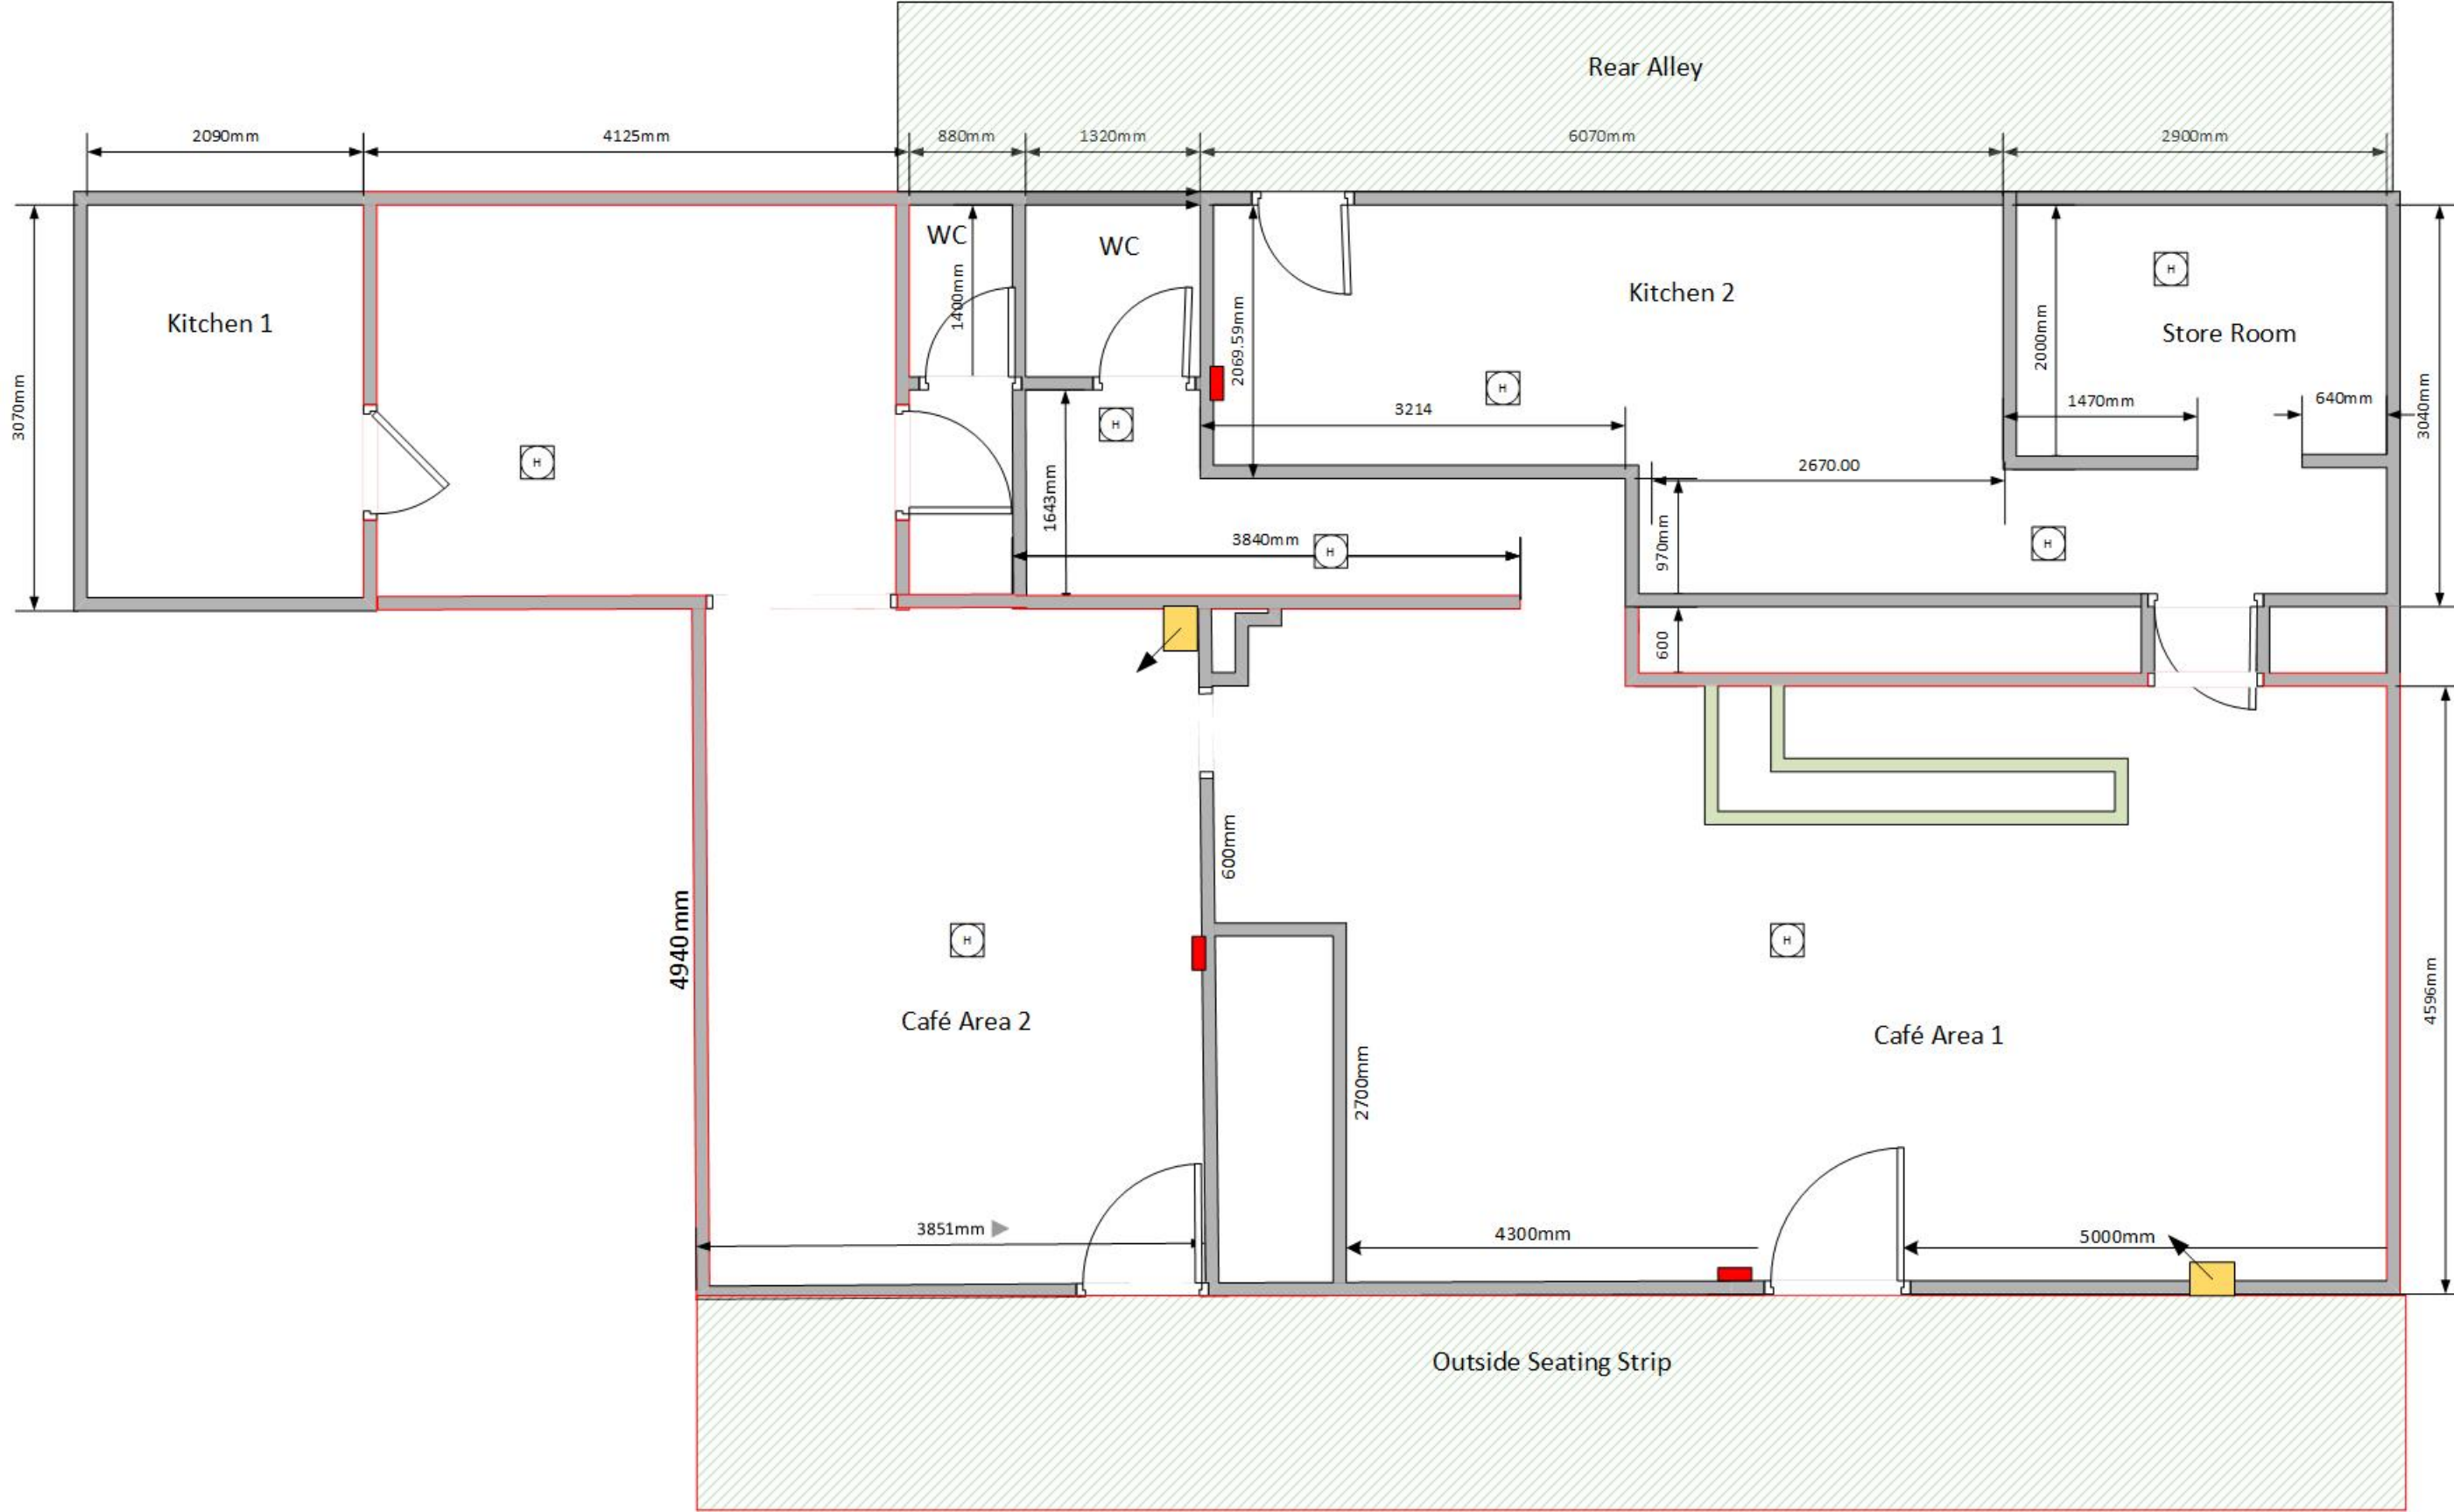 Rear Alley
2090mm
4125mm
880mm
1320mm
6070mm
2900mm
WC
WC
Kitchen 1
Kitchen 2
Store Room
3070mm
1400mm
2069.59mm
2000mm
3040mm
H
H
H
H
H
H
3214
1470mm
640mm
2670.00
1643mm
3840mm
970mm
600
600mm
4940mm
H
H
Café Area 2
Café Area 1
4596mm
2700mm
3851mm
4300mm
5000mm
Outside Seating Strip